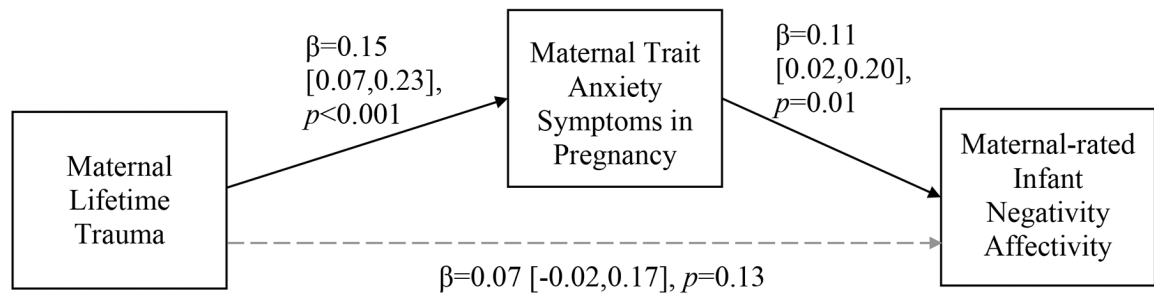 β=0.15
[0.07,0.23],
p<0.001
Maternal Trait
Anxiety
Symptoms in
Pregnancy
β=0.11
[0.02,0.20],
p=0.01
Maternal
Lifetime
Trauma
Maternal-rated
Infant
Negativity
Affectivity
β=0.07 [-0.02,0.17], p=0.13